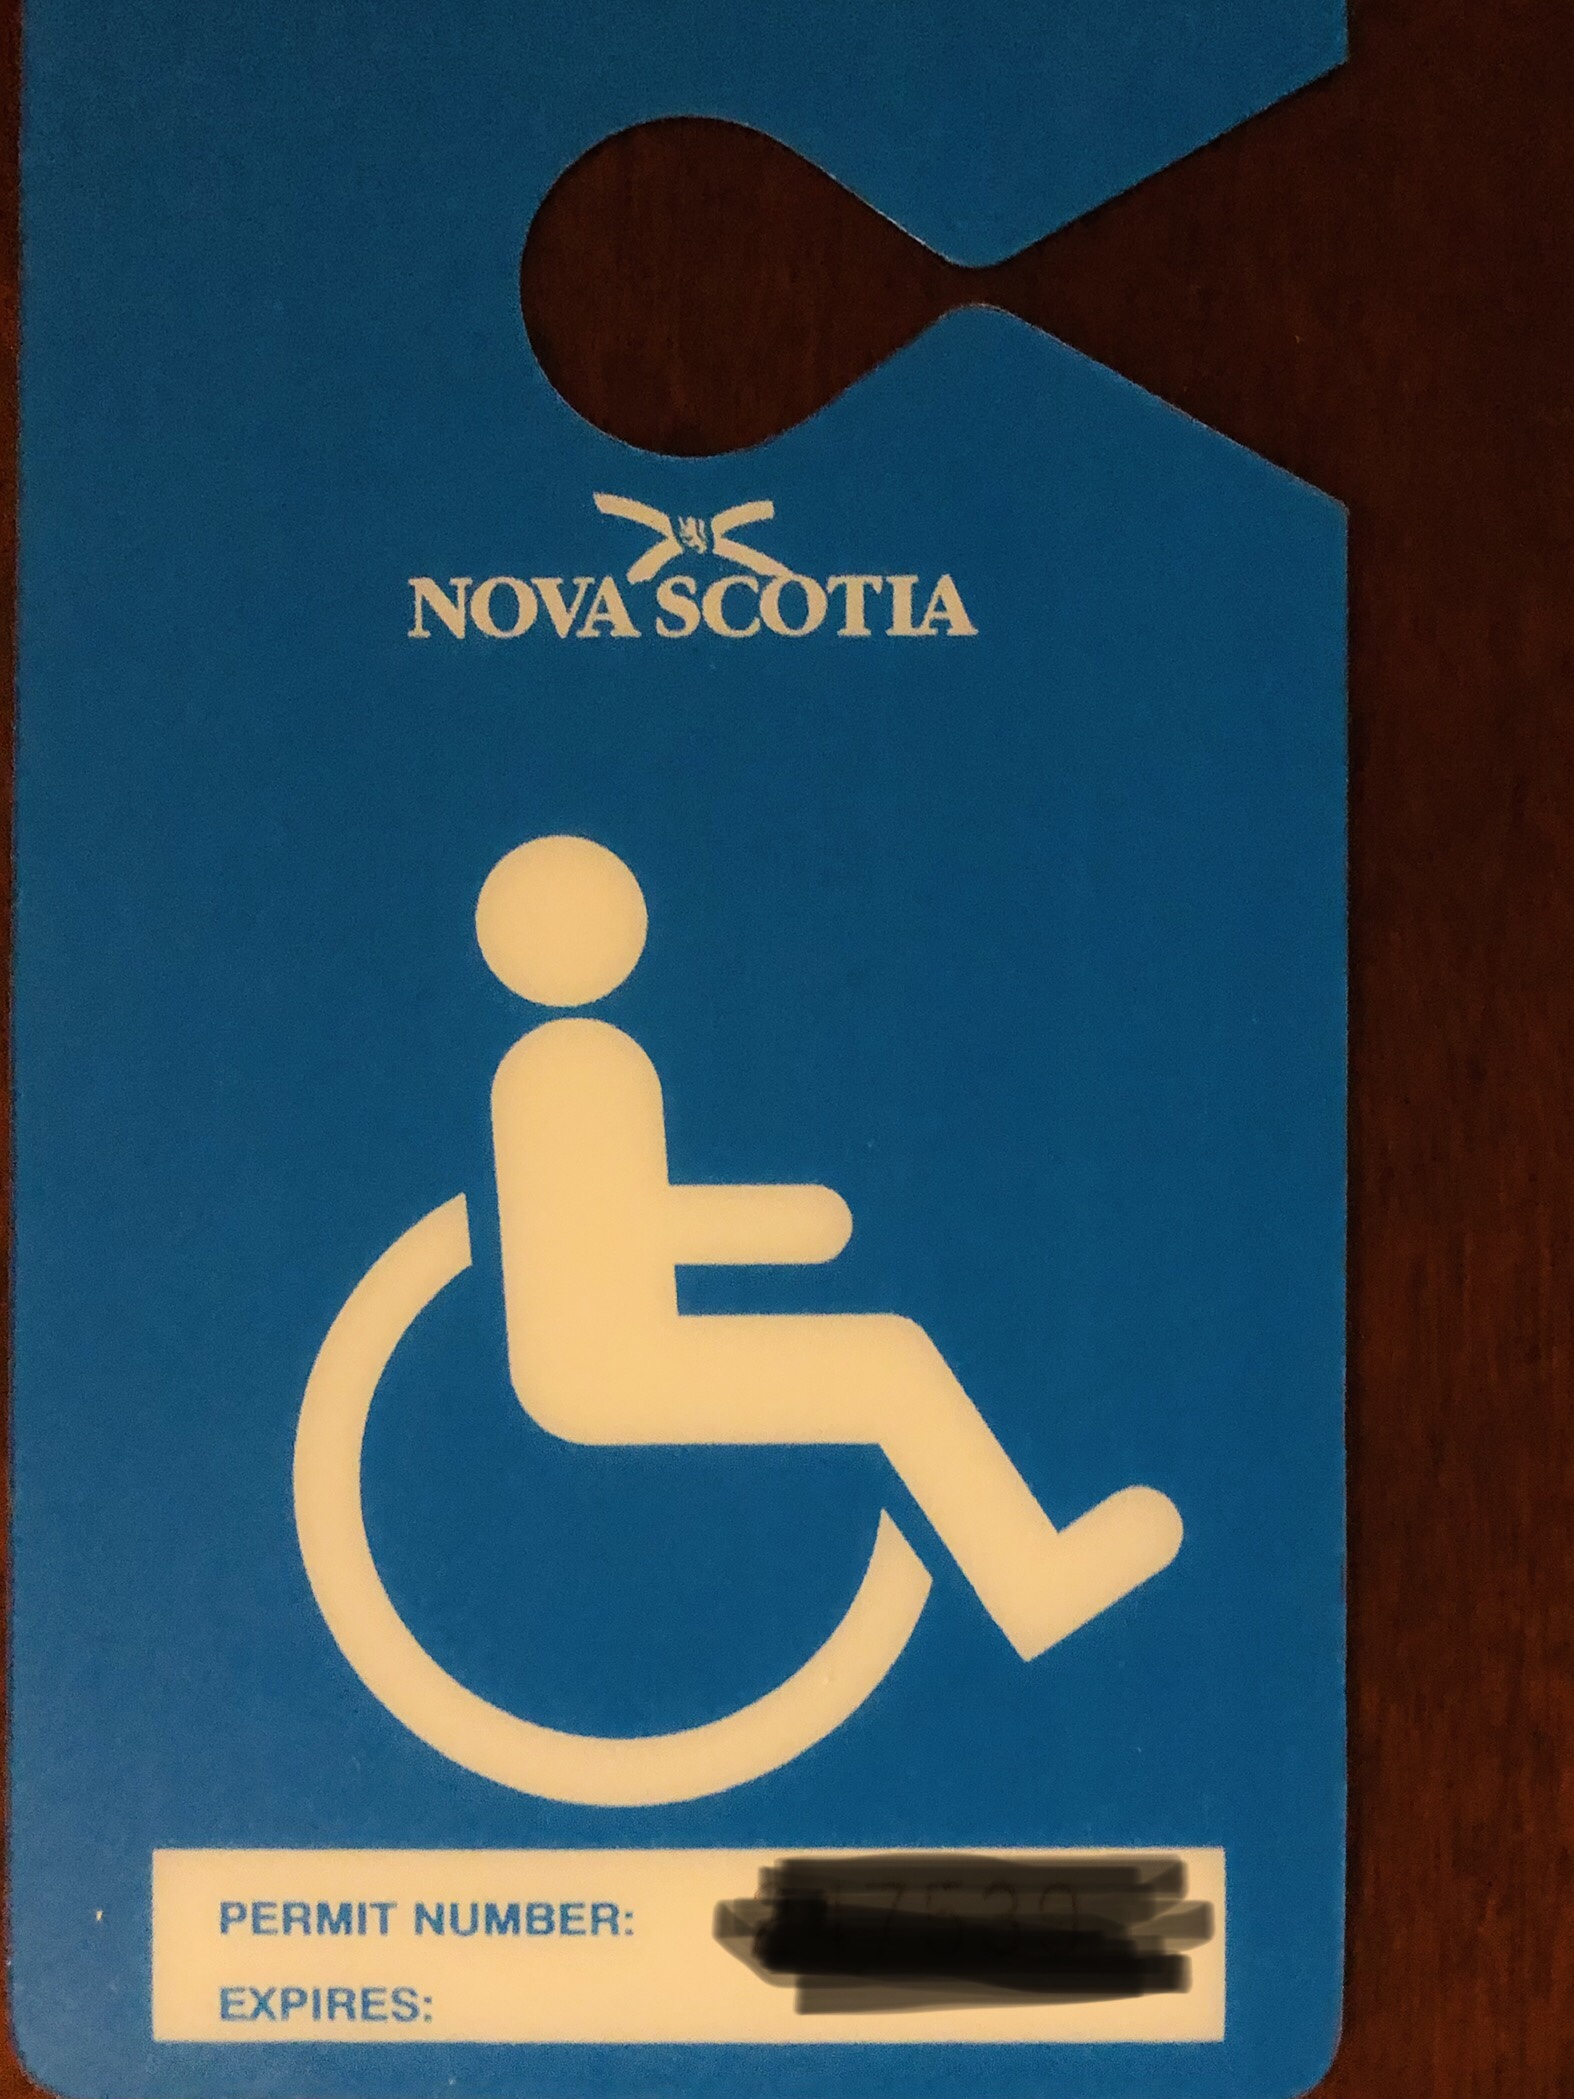 NOVA SCOTIA
PERMIT NUMBER:
EXPIRES: